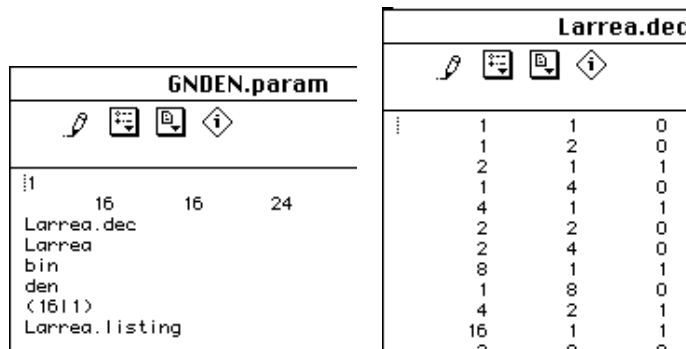 GNDEN.param
1
16 16 24
Larrea.dec
Larrea
bin
den
(16|1)
Larrea.listing
Larrea.dec
1 1 0
1 2 0
2 1 1
1 4 0
4 1 1
2 2 0
2 4 0
8 1 1
1 8 0
4 2 1
16 1 1